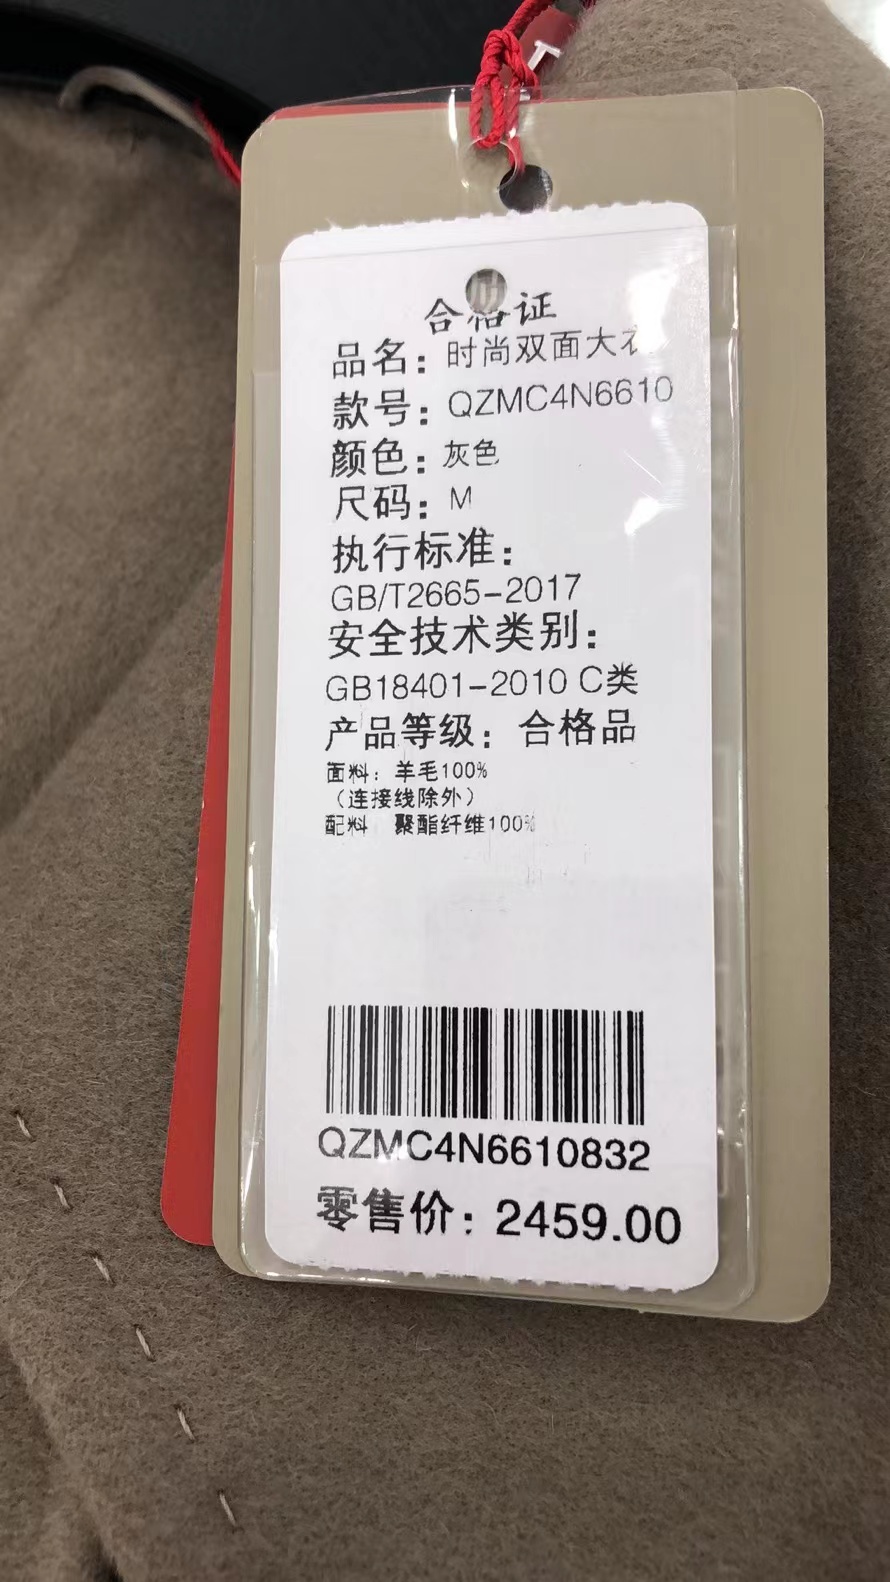 合格证
品名：时尚双面大衣
款号：QZMC4N6610
颜色：灰色
尺码：M
执行标准：
GB/T2665-2017
安全技术类别：
GB18401-2010 C类
产品等级：合格品
面料：羊毛100%
（连接线除外）
配料 聚酯纤维100%
QZMC4N6610832
零售价：2459.00